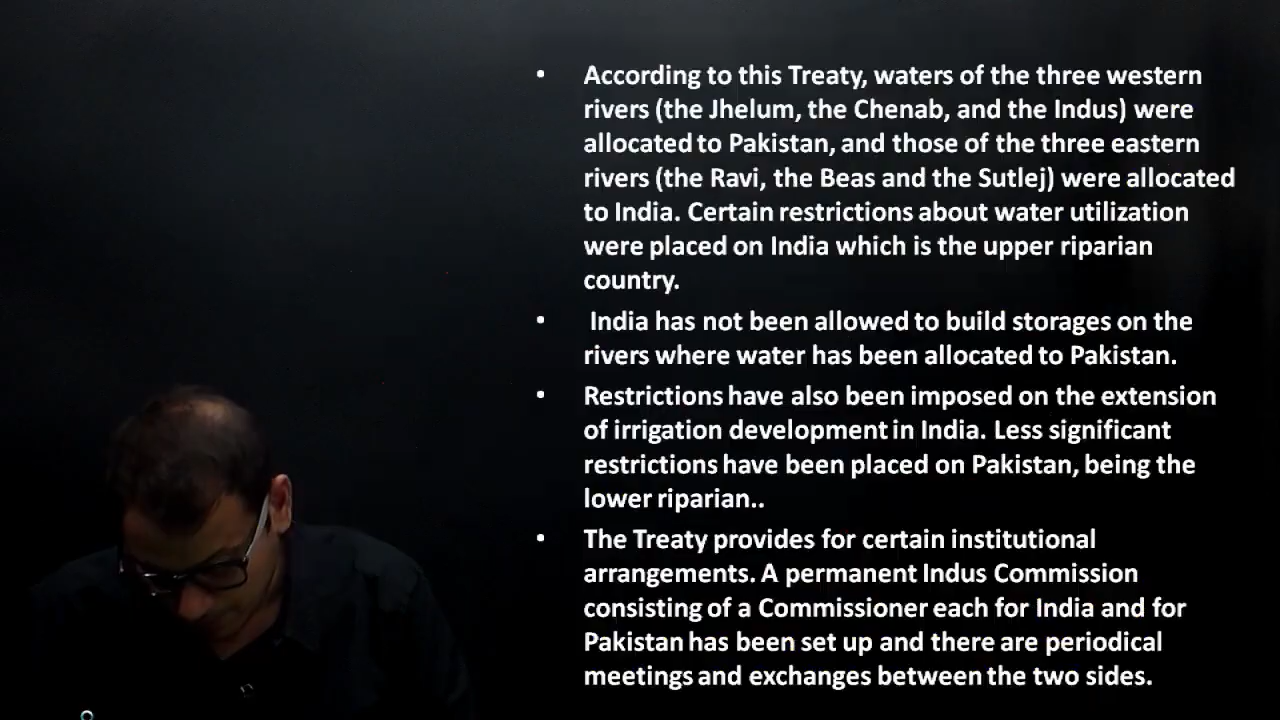 • According to this Treaty, waters of the three western
rivers (the Jhelum, the Chenab, and the Indus) were
allocated to Pakistan, and those of the three eastern
rivers (the Ravi, the Beas and the Sutlej) were allocated
to India. Certain restrictions about water utilization
were placed on India which is the upper riparian
country.
• India has not been allowed to build storages on the
rivers where water has been allocated to Pakistan.
• Restrictions have also been imposed on the extension
of irrigation development in India. Less significant
restrictions have been placed on Pakistan, being the
lower riparian..
• The Treaty provides for certain institutional
arrangements. A permanent Indus Commission
consisting of a Commissioner each for India and for
Pakistan has been set up and there are periodical
meetings and exchanges between the two sides.